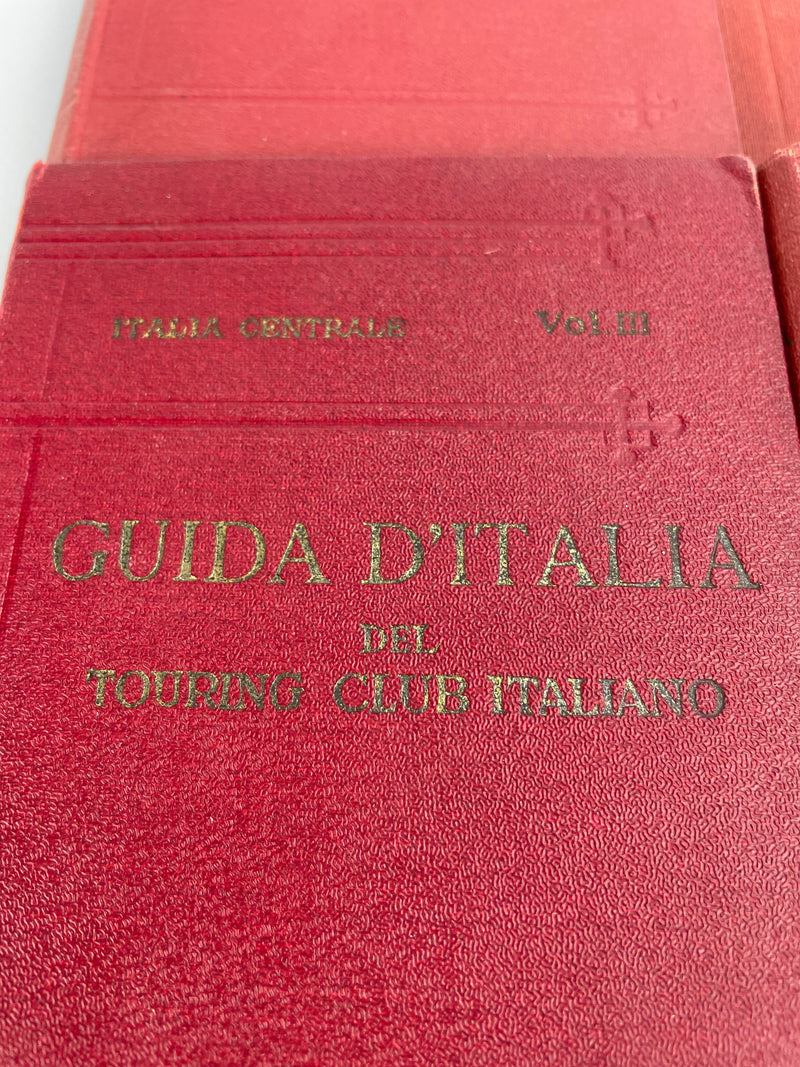 ITALIA CENTRALE Vol. III
GUIDA D'ITALIA
DEL
TOURING CLUB ITALIANO